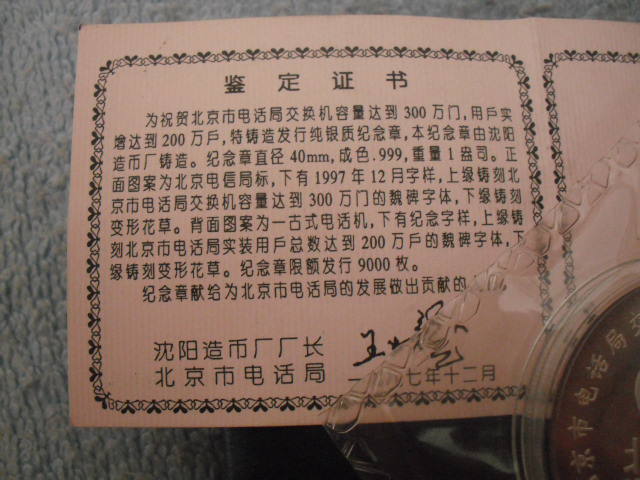 鉴定证书
为祝贺北京市电话局交换机容量达到300万门,用戶实
增达到200万戶,特铸造发行纯银质纪念章,本纪念章由沈阳
造币厂铸造。纪念章直径40mm,成色.999,重量1盎司。正
面图案为北京电信局标,下有1997年12月字样,上缘铸刻北
京市电话局交换机容量达到300万门的魏碑字体,下缘铸刻
变形花草。背面图案为一古式电话机,下有纪念字样,上缘铸
刻北京市电话局实装用戶总数达到200万戶的魏碑字体,下
缘铸刻变形花草。纪念章限额发行9000枚。
纪念章献给为北京市电话局的发展做出贡献的
沈阳造币厂厂长 王
北京市电话局 一 七年十二月
京市电话局